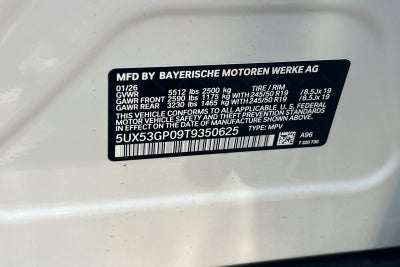 MFD BY BAYERISCHE MOTOREN WERKE AG
01/26 TIRE / RIM
GVWR 5512 lbs 2500 kg
GAWR FRONT 2590 lbs 1175 kg WITH 245/50 R19 /8.5Jx 19
GAWR REAR 3230 lbs 1465 kg WITH 245/50 R19 /8.5Jx 19
THIS VEHICLE CONFORMS TO ALL APPLICABLE U.S. FEDERAL
MOTOR VEHICLE SAFETY AND THEFT PREVENTION STANDARDS
IN EFFECT ON THE DATE OF MANUFACTURE SHOWN ABOVE.
5UX53GP09T9350625 TYPE: MPV
A96